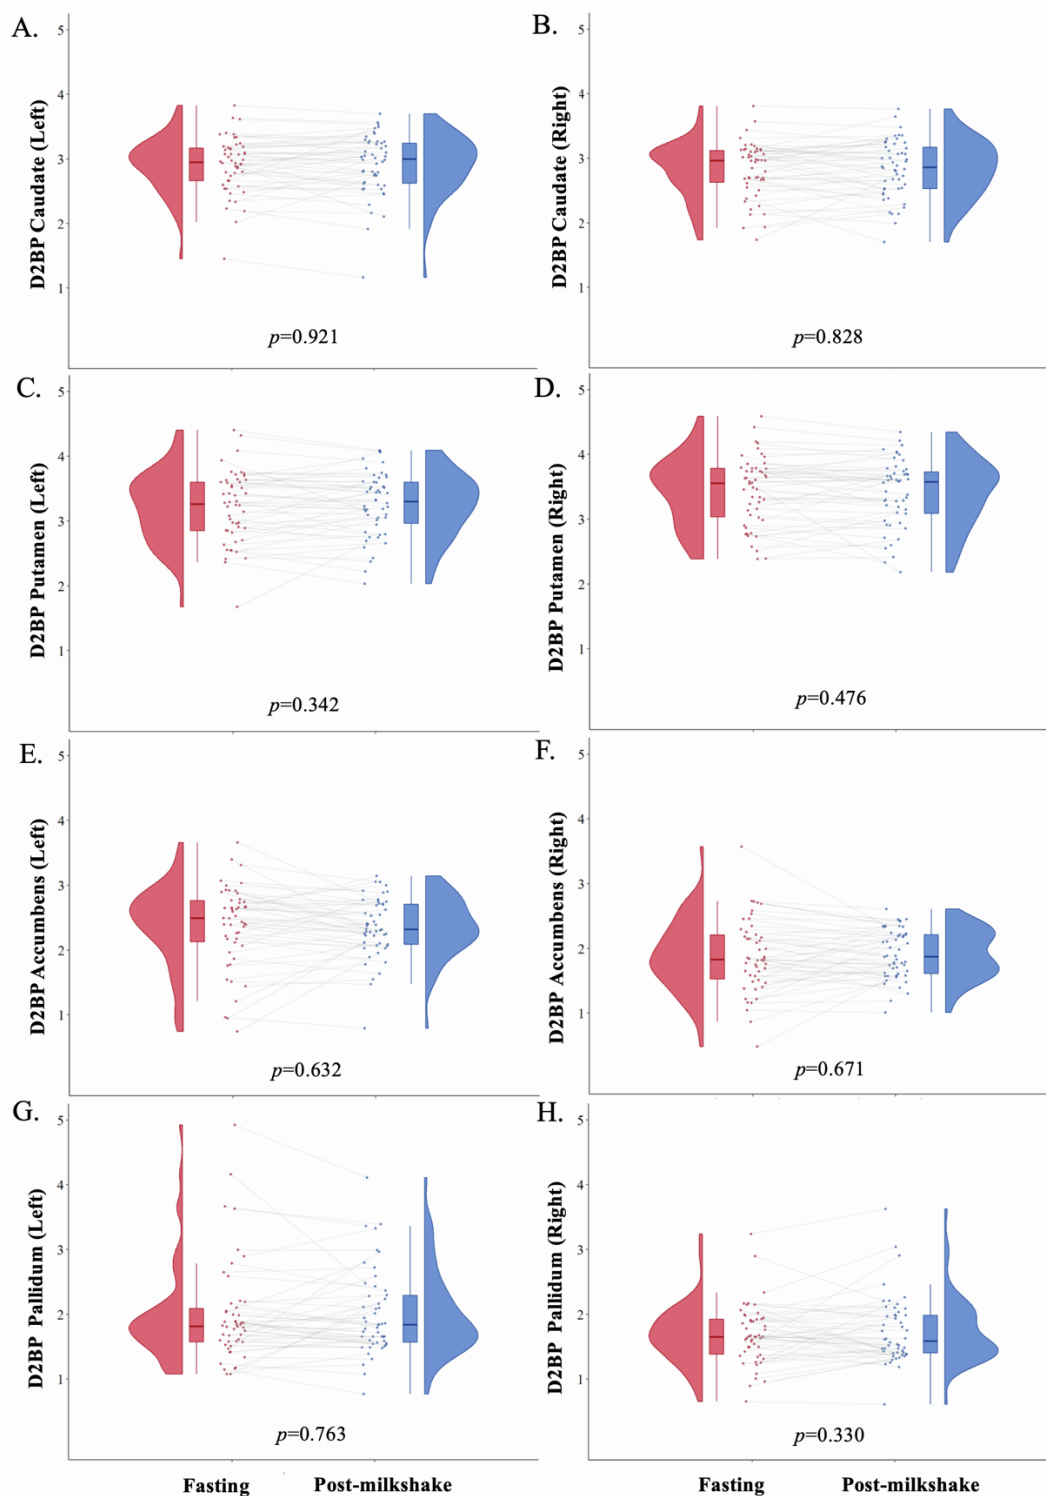 A.
5
4
3
2
1
D2BP Caudate (Left)
p=0.921
B.
5
4
3
2
1
D2BP Caudate (Right)
p=0.828
C.
5
4
3
2
1
D2BP Putamen (Left)
p=0.342
D.
5
4
3
2
1
D2BP Putamen (Right)
p=0.476
E.
5
4
3
2
1
D2BP Accumbens (Left)
p=0.632
F.
5
4
3
2
1
D2BP Accumbens (Right)
p=0.671
G.
5
4
3
2
1
D2BP Pallidum (Left)
p=0.763
H.
5
4
3
2
1
D2BP Pallidum (Right)
p=0.330
Fasting Post-milkshake
Fasting Post-milkshake